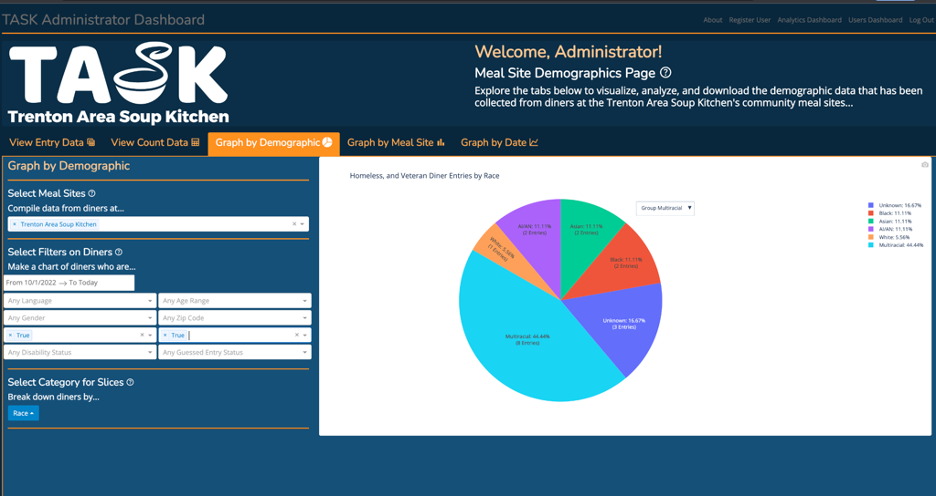 TASK Administrator Dashboard
About Register User Analytics Dashboard Users Dashboard Log Out
TASK
Trenton Area Soup Kitchen
Welcome, Administrator!
Meal Site Demographics Page
Explore the tabs below to visualize, analyze, and download the demographic data that has been
collected from diners at the Trenton Area Soup Kitchen's community meal sites...
View Entry Data View Count Data Graph by Demographic Graph by Meal Site Graph by Date
Graph by Demographic
Select Meal Sites
Compile data from diners at...
× Trenton Area Soup Kitchen ×
Select Filters on Diners
Make a chart of diners who are...
From 10/1/2022 → To Today
Any Language Any Age Range
Any Gender Any Zip Code
× True × × True ×
Any Disability Status Any Guessed Entry Status
Select Category for Slices
Break down diners by...
Race
Homeless, and Veteran Diner Entries by Race
Group Multiracial
AI/AN: 11.11%
(2 Entries)
Asian: 11.11%
(2 Entries)
White: 5.56%
(1 Entries)
Black: 11.11%
(2 Entries)
Unknown: 16.67%
(3 Entries)
Multiracial: 44.44%
(8 Entries)
Unknown: 16.67%
Black: 11.11%
Asian: 11.11%
AI/AN: 11.11%
White: 5.56%
Multiracial: 44.44%